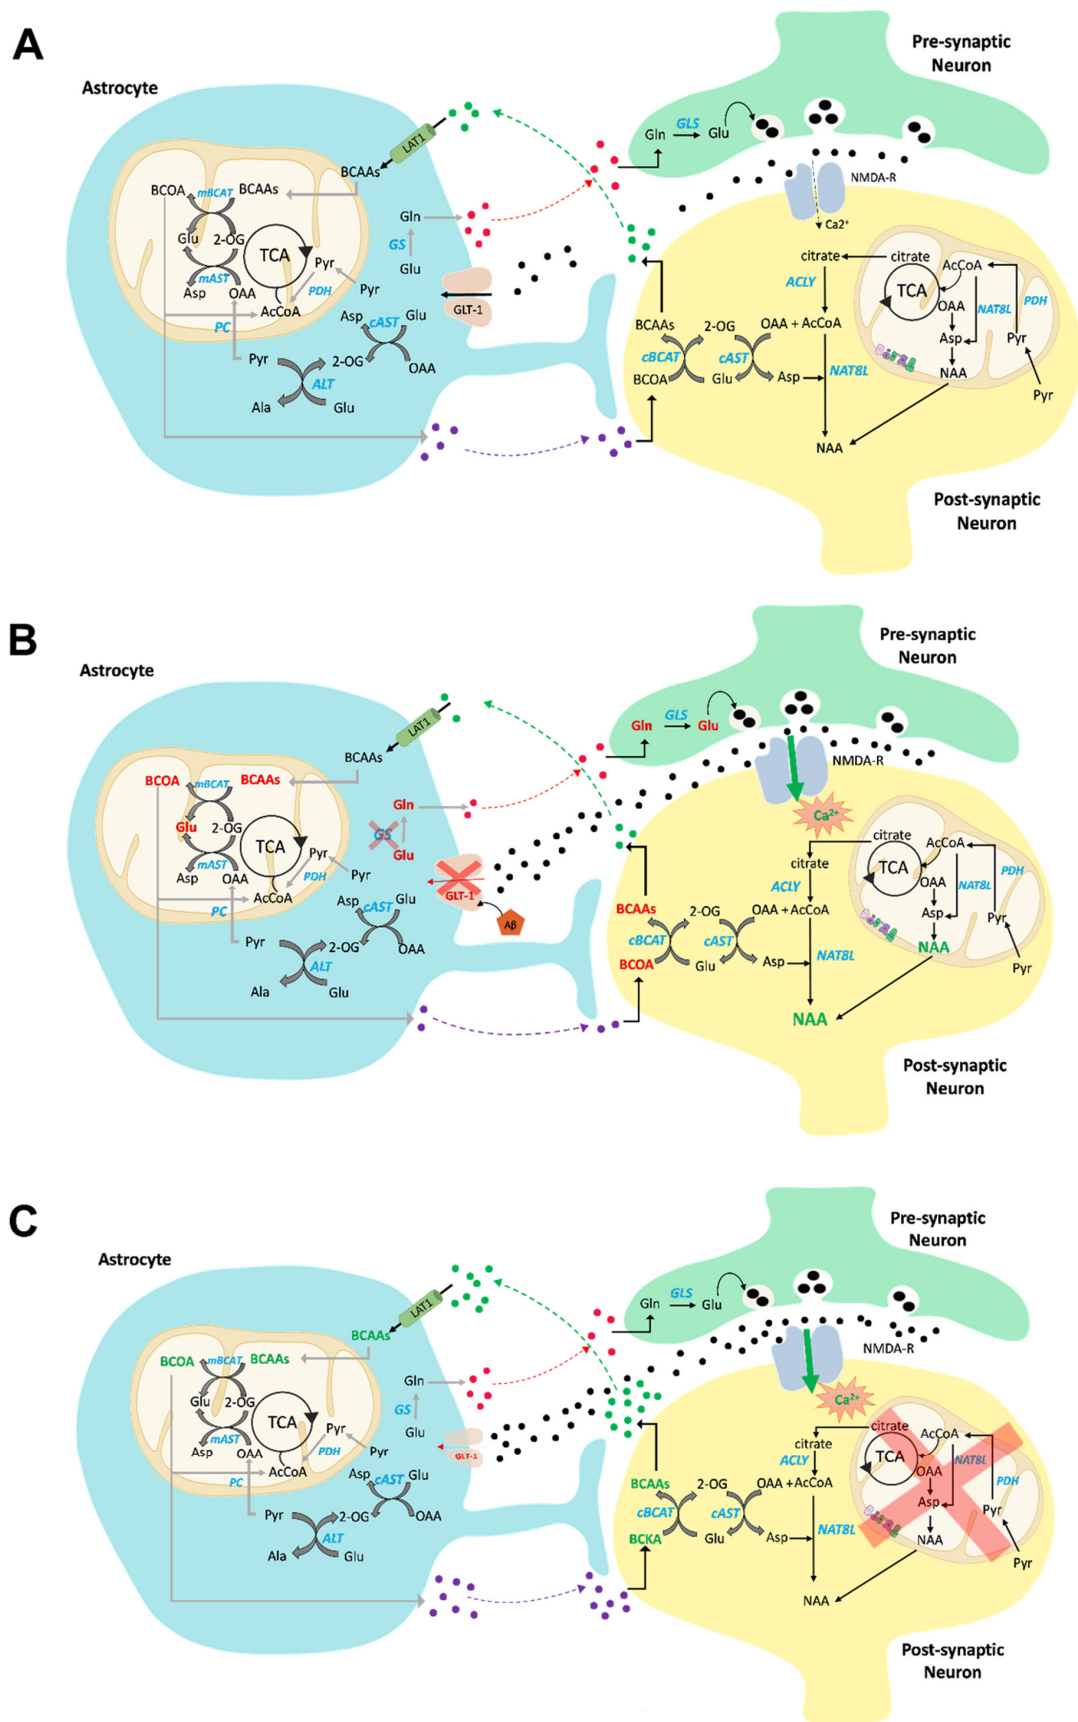 A
Astrocyte
Pre-synaptic
Neuron
LAT1
BCAAs
BCOA
mBCAT
BCAAs
Glu
2-OG
TCA
mAST
Asp
OAA
Pyr
PDH
AcCoA
PC
Pyr
Gln
GS
Glu
GLT-1
Asp
cAST
Glu
2-OG
OAA
Pyr
ALT
Ala
Glu
Gln
GLS
Glu
NMDA-R
Ca2+
citrate
citrate
AcCoA
TCA
OAA
NAT8L
PDH
Asp
Pyr
NAA
Pyr
ACLY
BCAAs
2-OG
OAA + AcCoA
cBCAT
cAST
NAT8L
BCOA
Glu
Asp
NAA
Post-synaptic
Neuron
B
Astrocyte
Pre-synaptic
Neuron
LAT1
BCAAs
BCOA
mBCAT
BCAAs
Glu
2-OG
TCA
mAST
Asp
OAA
Pyr
PDH
AcCoA
PC
Pyr
Gln
GS
Glu
GLT-1
Aβ
Asp
cAST
Glu
2-OG
OAA
Pyr
ALT
Ala
Glu
Gln
GLS
Glu
NMDA-R
Ca2+
citrate
citrate
AcCoA
TCA
OAA
NAT8L
PDH
Asp
Pyr
NAA
Pyr
ACLY
BCAAs
2-OG
OAA +AcCoA
cBCAT
cAST
NAT8L
BCOA
Glu
Asp
NAA
Post-synaptic
Neuron
C
Astrocyte
Pre-synaptic
Neuron
LAT1
BCAAs
BCOA
mBCAT
BCAAs
Glu
2-OG
TCA
mAST
Asp
OAA
Pyr
PDH
AcCoA
PC
Pyr
Gln
GS
Glu
GLT-1
Asp
cAST
Glu
2-OG
OAA
Pyr
ALT
Ala
Glu
Gln
GLS
Glu
NMDA-R
Ca2+
citrate
citrate
AcCoA
TCA
OAA
NAT8L
PDH
Asp
Pyr
NAA
Pyr
ACLY
BCAAs
2-OG
OAA +AcCoA
cBCAT
cAST
NAT8L
BCKA
Glu
Asp
NAA
Post-synaptic
Neuron